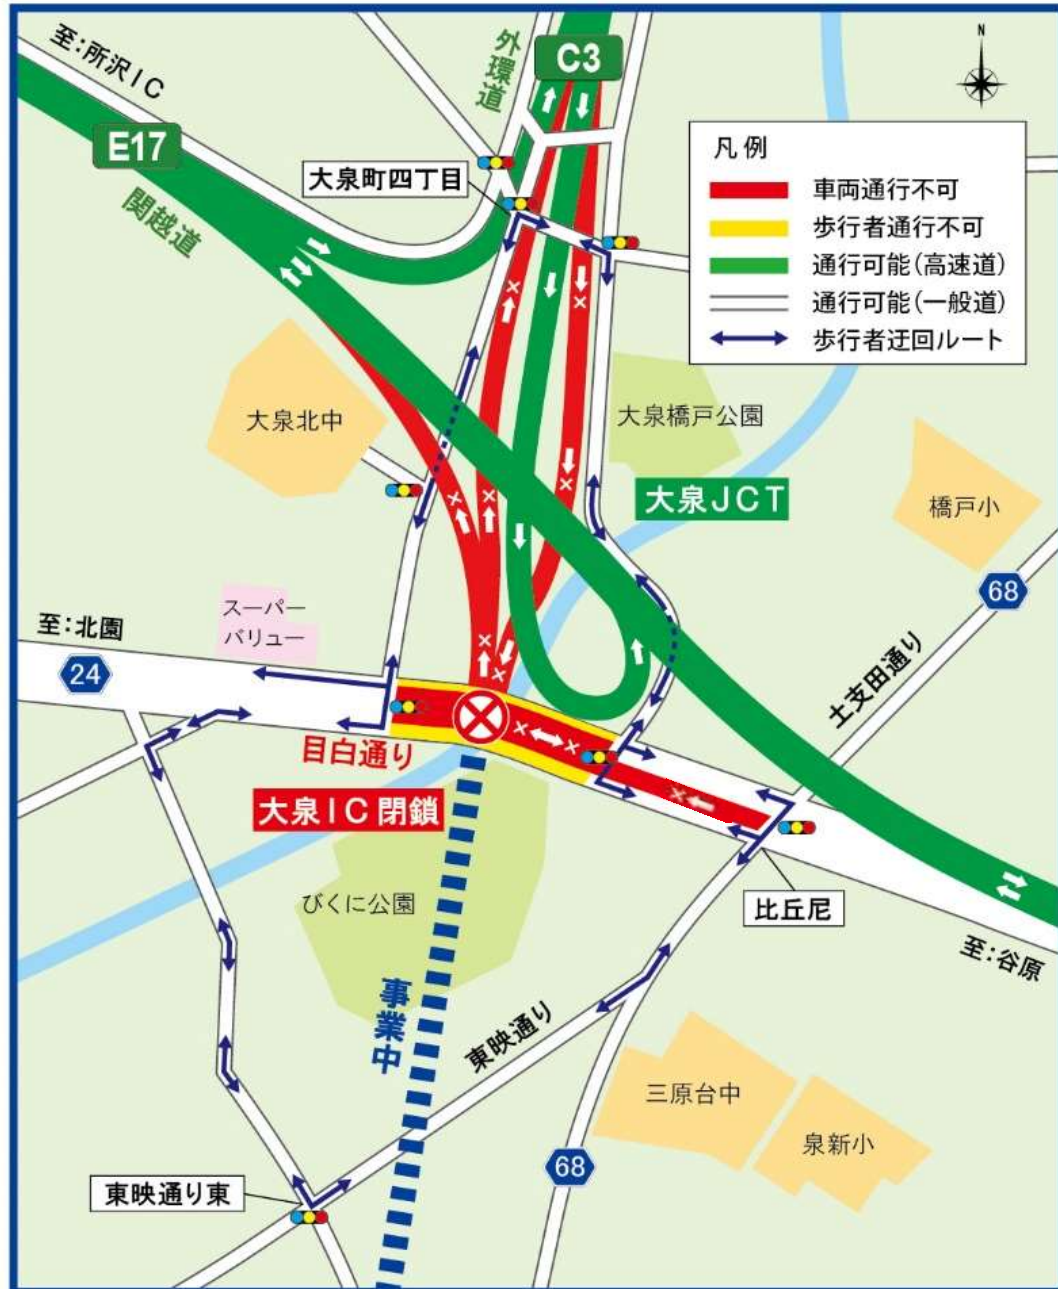 至:所沢IC
外環道
C3
N
E17
関越道
大泉町四丁目
凡例
車両通行不可
歩行者通行不可
通行可能(高速道)
通行可能(一般道)
歩行者迂回ルート
大泉北中
大泉橋戸公園
大泉JCT
橋戸小
68
スーパー
バリュー
至:北園
24
土支田通り
目白通り
大泉IC閉鎖
びくに公園
比丘尼
至:谷原
事業中
東映通り
三原台中
泉新小
68
東映通り東